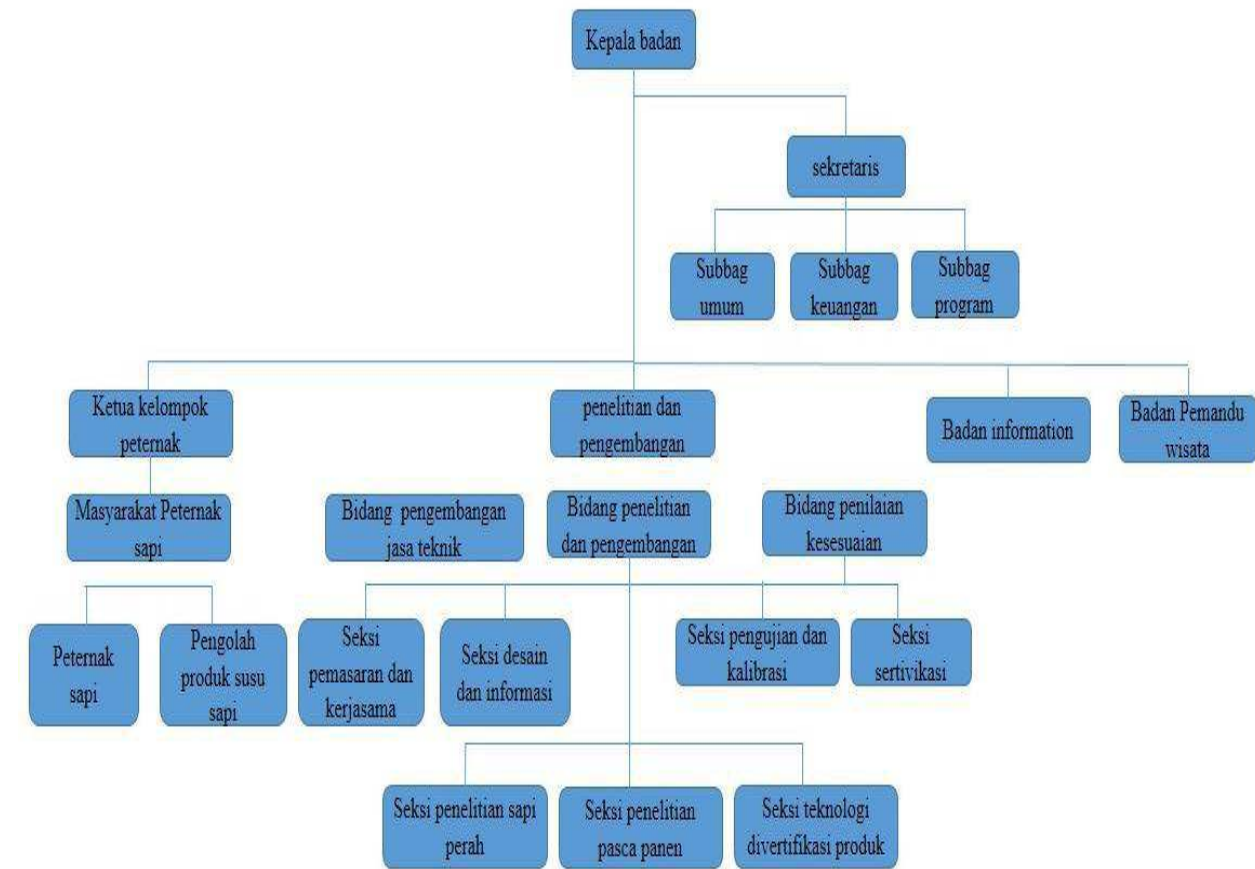 Kepala badan
sekretaris
Subbag
umum
Subbag
keuangan
Subbag
program
Ketua kelompok
peternak
penelitian dan
pengembangan
Badan information
Badan Pemandu
wisata
Masyarakat Peternak
sapi
Bidang pengembangan
jasa teknik
Bidang penelitian
dan pengembangan
Bidang penilaian
kesesuaian
Peternak
sapi
Pengolah
produk susu
sapi
Seksi
pemasaran dan
kerjasama
Seksi desain
dan informasi
Seksi pengujian dan
kalibrasi
Seksi
sertivikasi
Seksi penelitian sapi
perah
Seksi penelitian
pasca panen
Seksi teknologi
divertifikasi produk